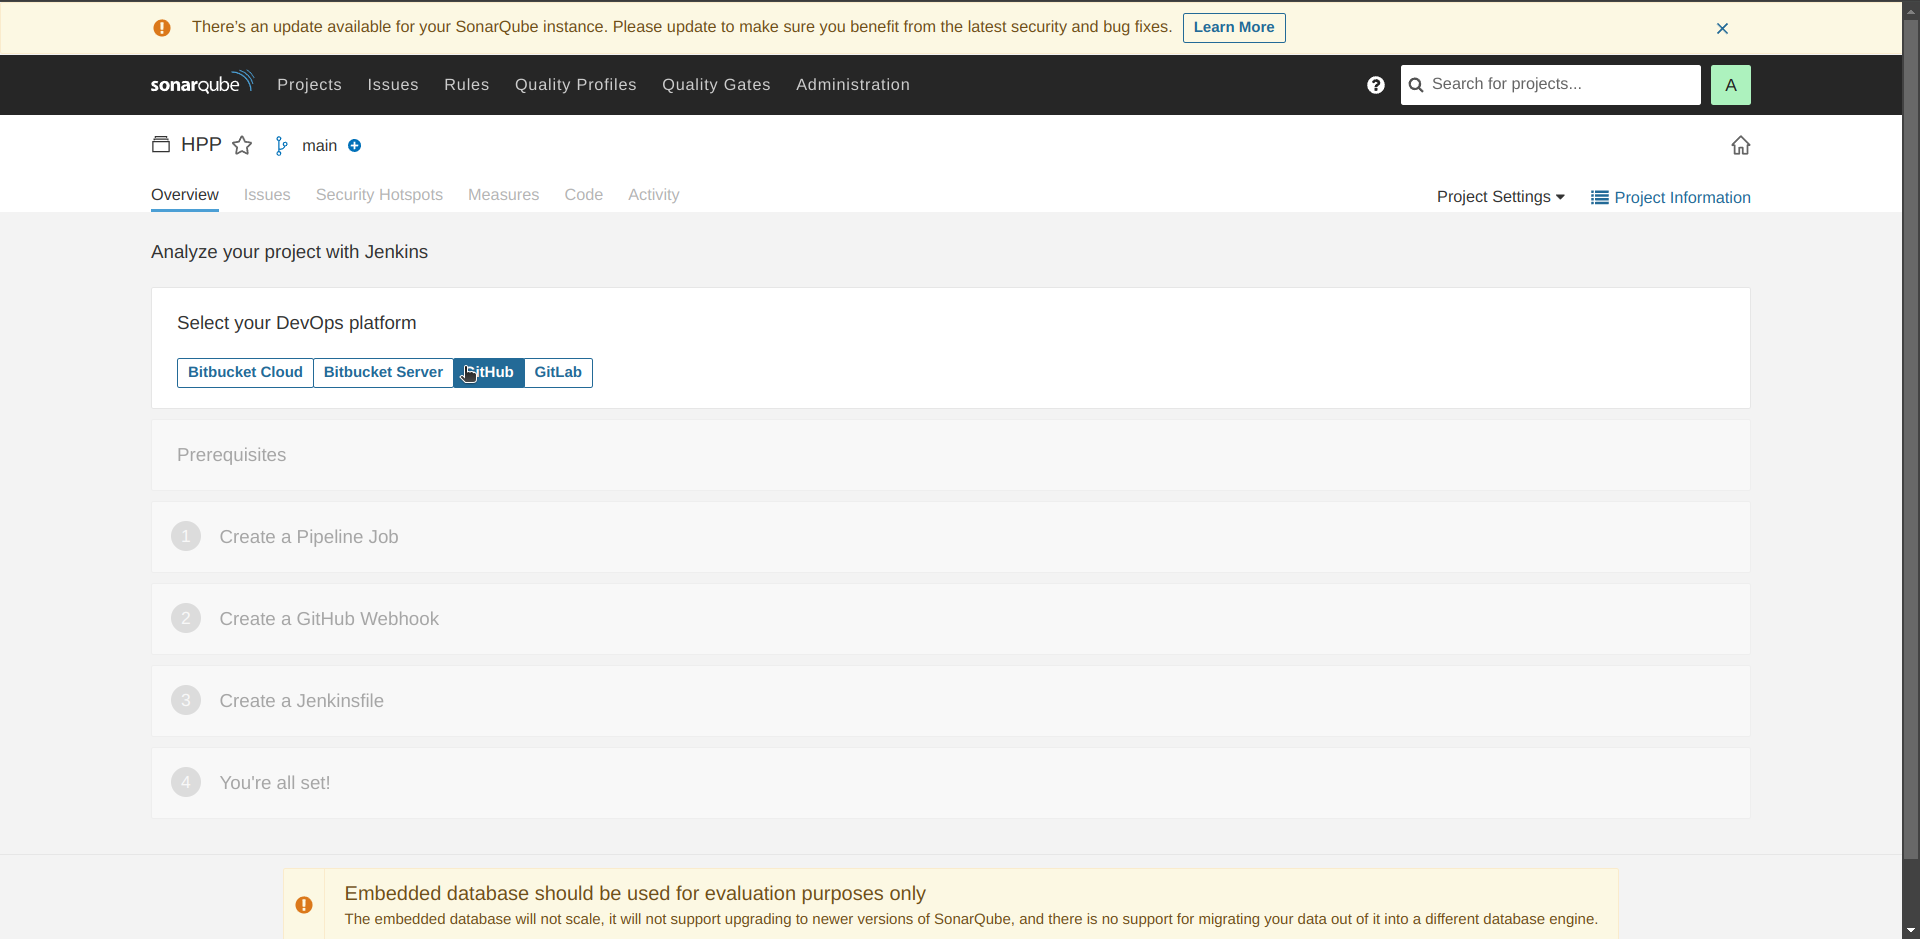 There's an update available for your SonarQube instance. Please update to make sure you benefit from the latest security and bug fixes. Learn More
sonarqube Projects Issues Rules Quality Profiles Quality Gates Administration Search for projects... A
HPP main
Overview Issues Security Hotspots Measures Code Activity Project Settings Project Information
Analyze your project with Jenkins
Select your DevOps platform
Bitbucket Cloud Bitbucket Server GitHub GitLab
Prerequisites
1 Create a Pipeline Job
2 Create a GitHub Webhook
3 Create a Jenkinsfile
4 You're all set!
Embedded database should be used for evaluation purposes only
The embedded database will not scale, it will not support upgrading to newer versions of SonarQube, and there is no support for migrating your data out of it into a different database engine.